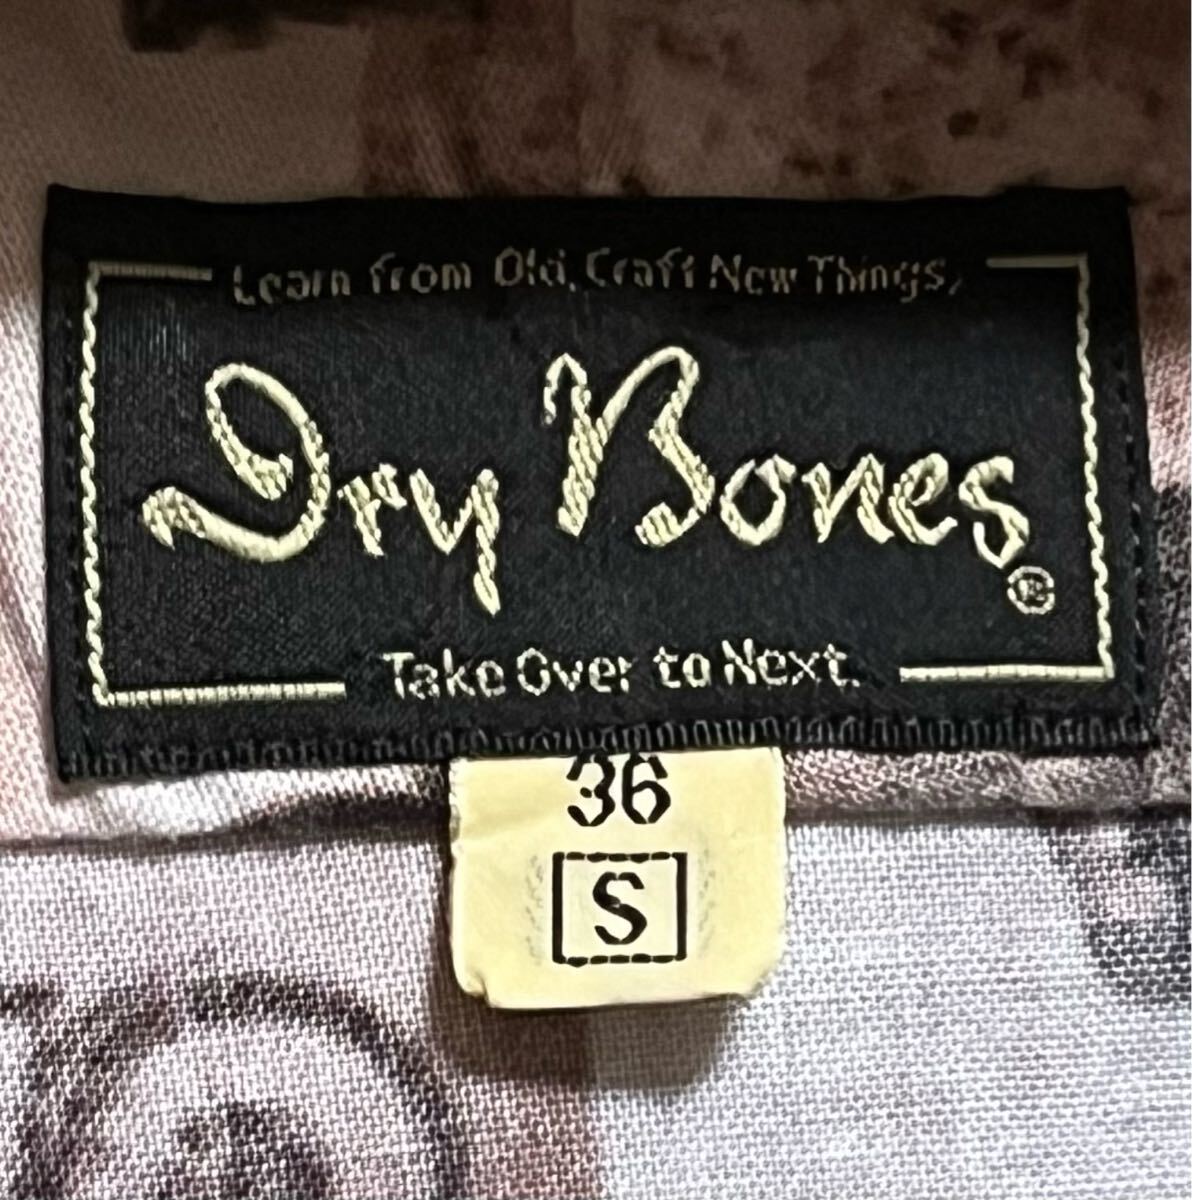 Learn from Old, Craft New Things,
Dry Bones®
Take Over to Next.
36
S